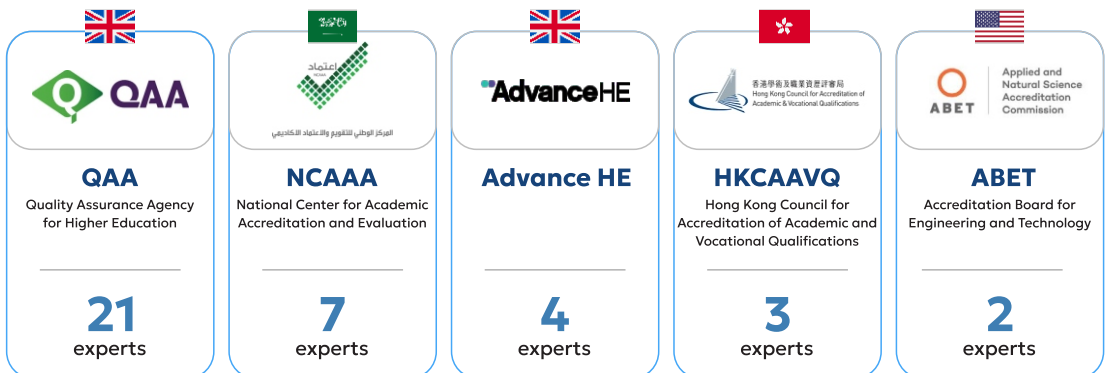 QAA
QAA
Quality Assurance Agency
for Higher Education
21
experts
اعتماد
NCAAA
المركز الوطني للتقويم والاعتماد الأكاديمي
NCAAA
National Center for Academic
Accreditation and Evaluation
7
experts
AdvanceHE
Advance HE
4
experts
香港學術及職業資歷評審局
Hong Kong Council for Accreditation of
Academic & Vocational Qualifications
HKCAAVQ
Hong Kong Council for
Accreditation of Academic and
Vocational Qualifications
3
experts
ABET
Applied and
Natural Science
Accreditation
Commission
ABET
Accreditation Board for
Engineering and Technology
2
experts